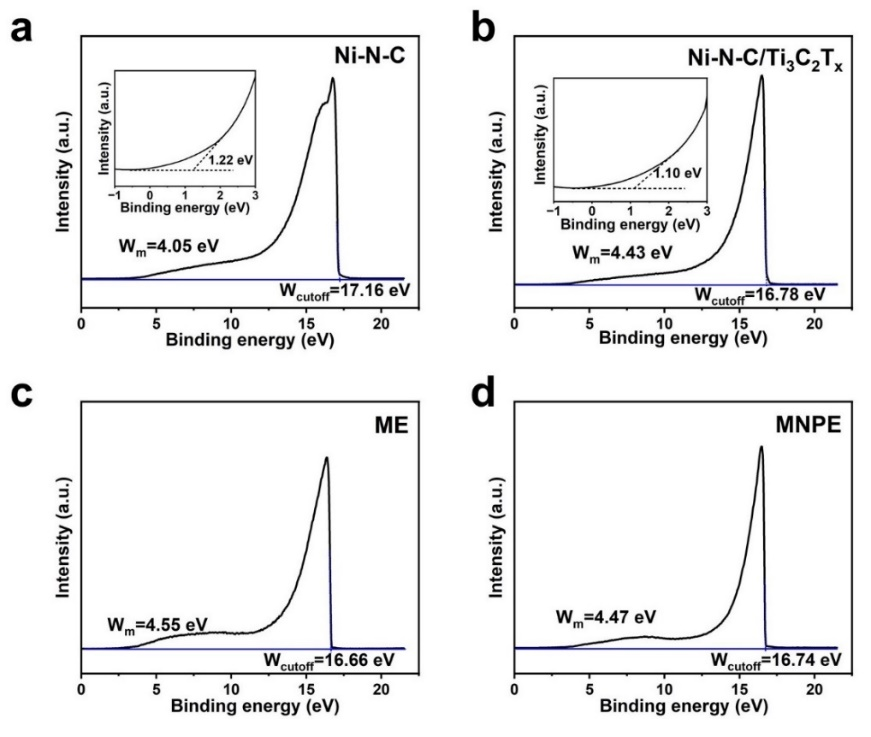 a
Ni-N-C
Intensity (a.u.)
Intensity (a.u.)
1.22 eV
−1 0 1 2 3
Binding energy (eV)
Wm=4.05 eV
Wcutoff=17.16 eV
0 5 10 15 20
Binding energy (eV)
b
Ni-N-C/Ti3C2Tx
Intensity (a.u.)
Intensity (a.u.)
1.10 eV
−1 0 1 2 3
Binding energy (eV)
Wm=4.43 eV
Wcutoff=16.78 eV
0 5 10 15 20
Binding energy (eV)
c
ME
Intensity (a.u.)
Wm=4.55 eV
Wcutoff=16.66 eV
0 5 10 15 20
Binding energy (eV)
d
MNPE
Intensity (a.u.)
Wm=4.47 eV
Wcutoff=16.74 eV
0 5 10 15 20
Binding energy (eV)